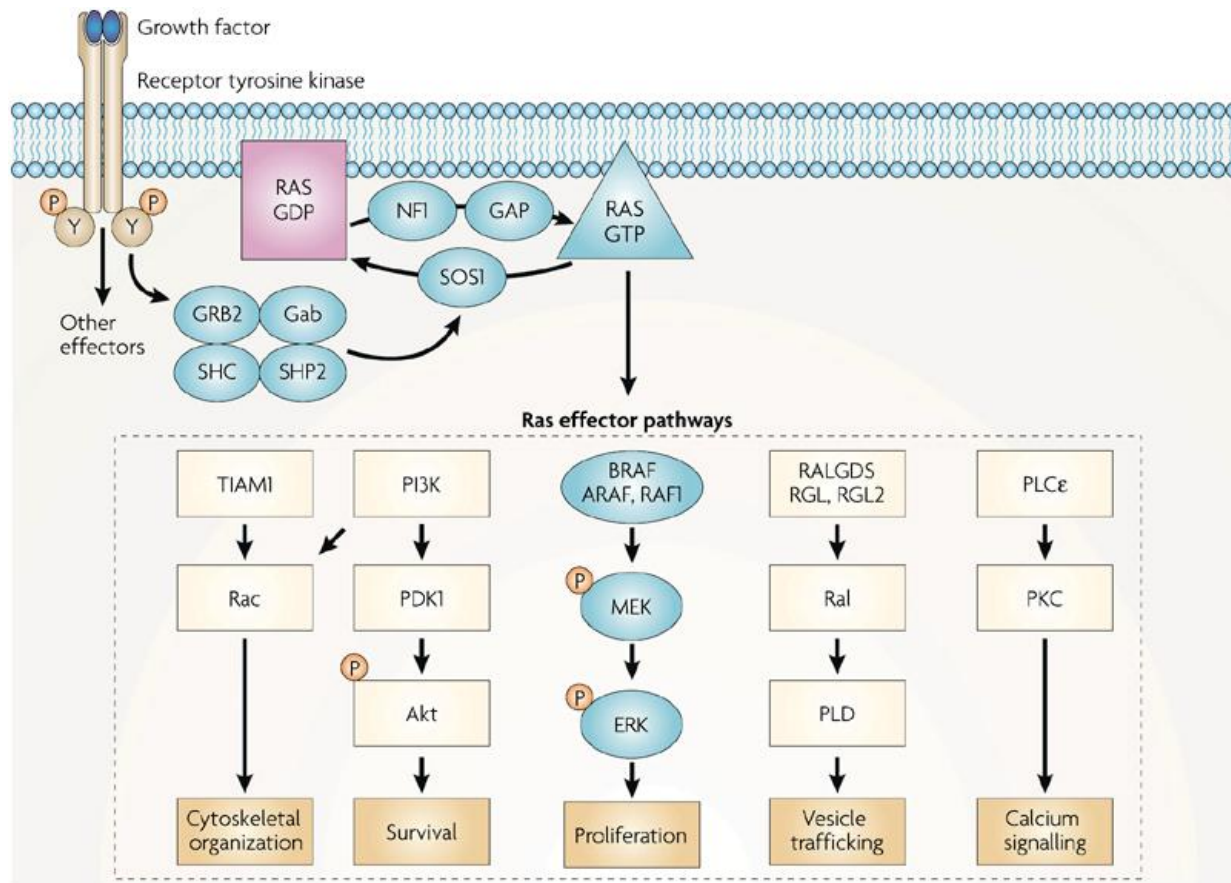 Growth factor
Receptor tyrosine kinase
RAS
GDP
NF1
GAP
RAS
GTP
SOS1
P
Y
P
Y
Other
effectors
GRB2
Gab
SHC
SHP2
Ras effector pathways
TIAM1
PI3K
BRAF
ARAF, RAF1
RALGDS
RGL, RGL2
PLCε
Rac
PDK1
P
MEK
Ral
PKC
P
Akt
P
ERK
PLD
Cytoskeletal
organization
Survival
Proliferation
Vesicle
trafficking
Calcium
signalling